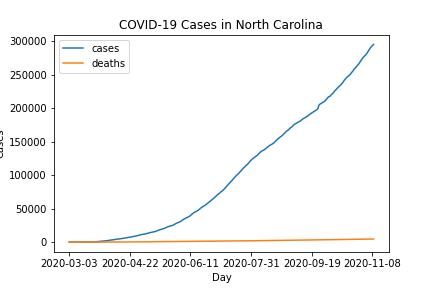 COVID-19 Cases in North Carolina
cases
deaths
300000
250000
200000
150000
100000
50000
0
cases
2020-03-03 2020-04-22 2020-06-11 2020-07-31 2020-09-19 2020-11-08
Day